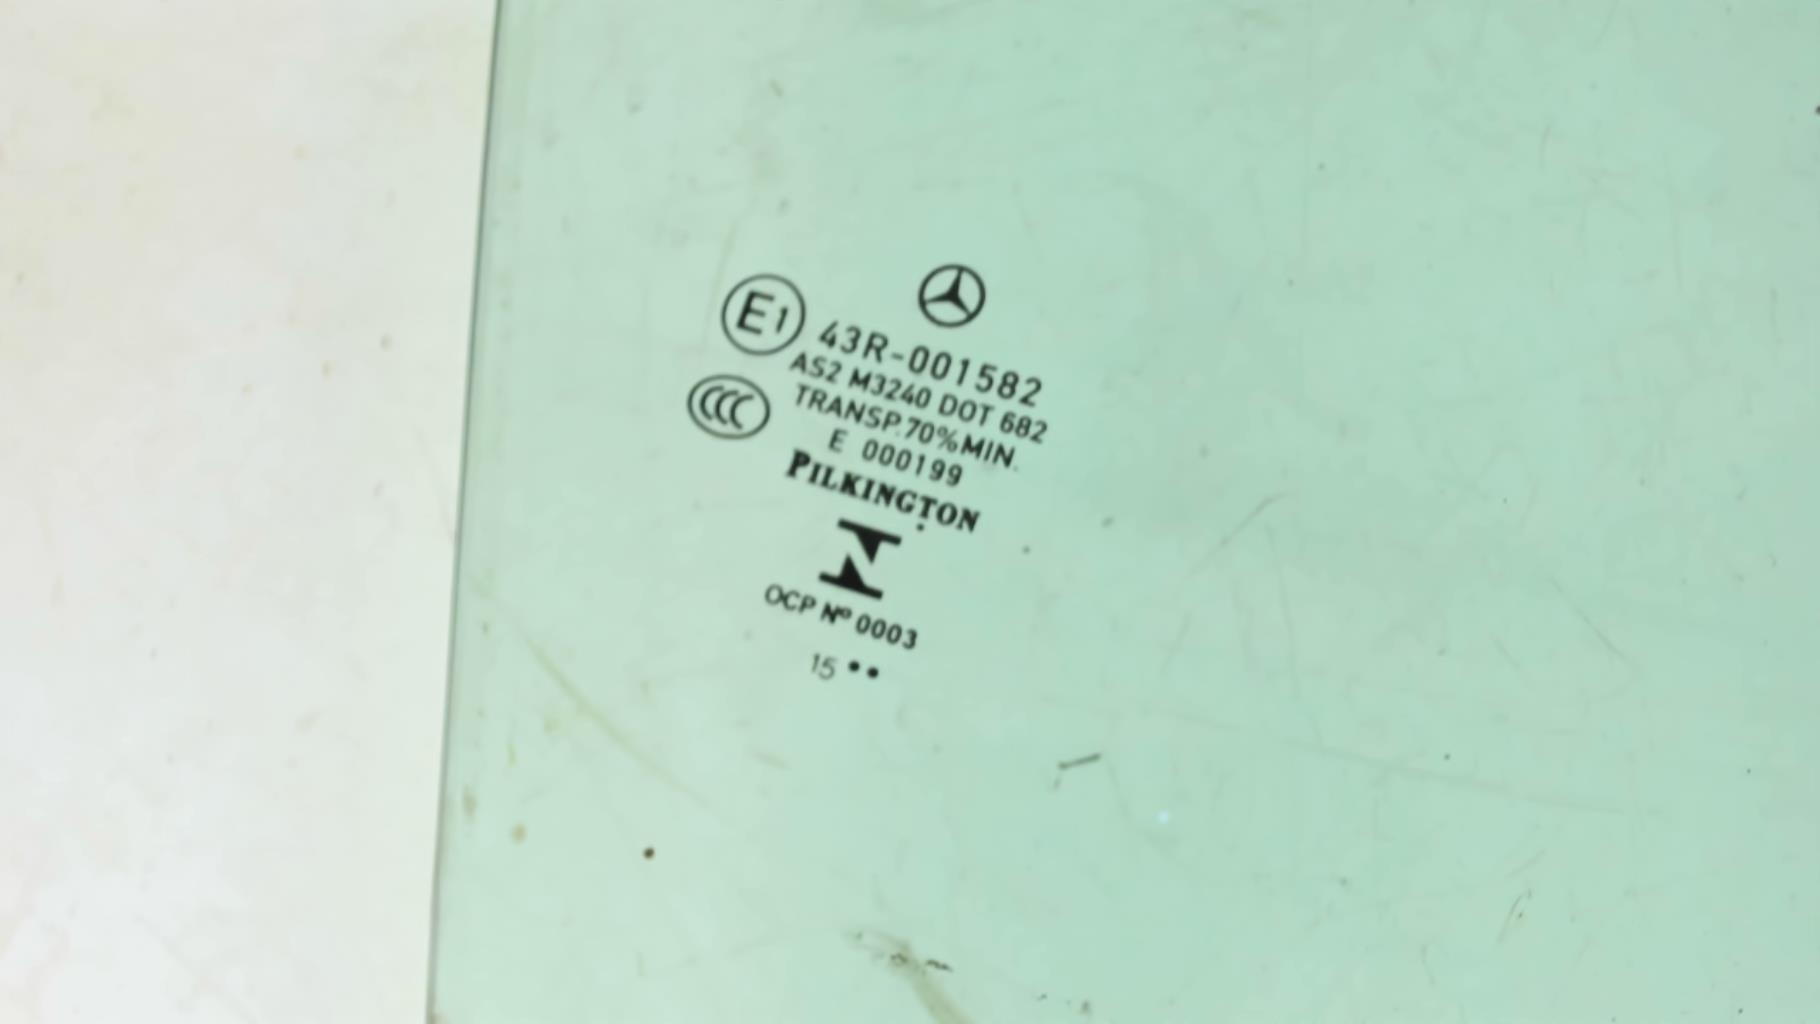 E1
43R-001582
AS2 M3240 DOT 682
CCC
TRANSP.70%MIN.
E 000199
PILKINGTON
OCP Nº 0003
15 ••